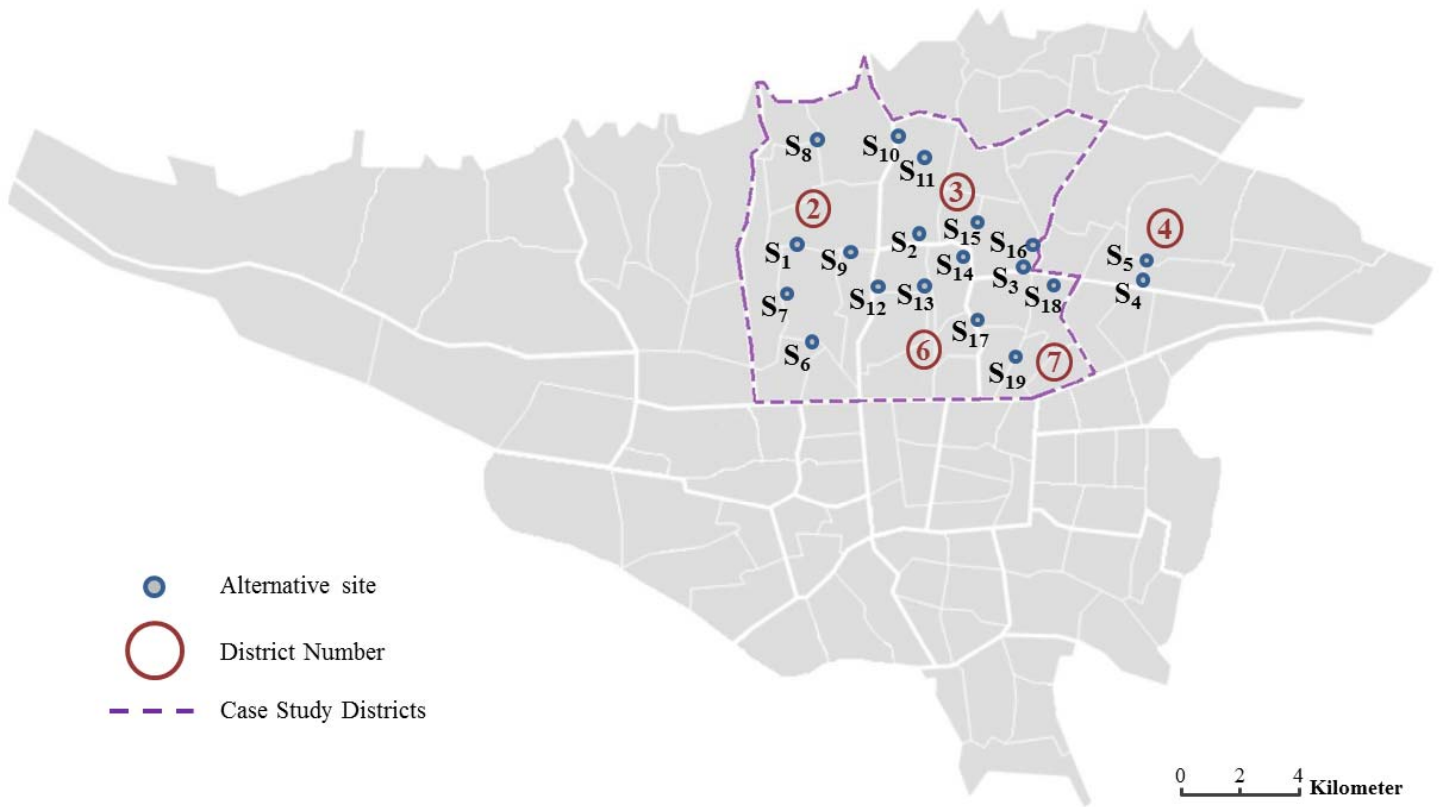 S8
S10
S11
3
2
4
S15
S2
S16
S1
S9
S14
S5
S3
S4
S12
S13
S18
S7
S17
S6
6
7
S19
Alternative site
District Number
Case Study Districts
0 2 4 Kilometer